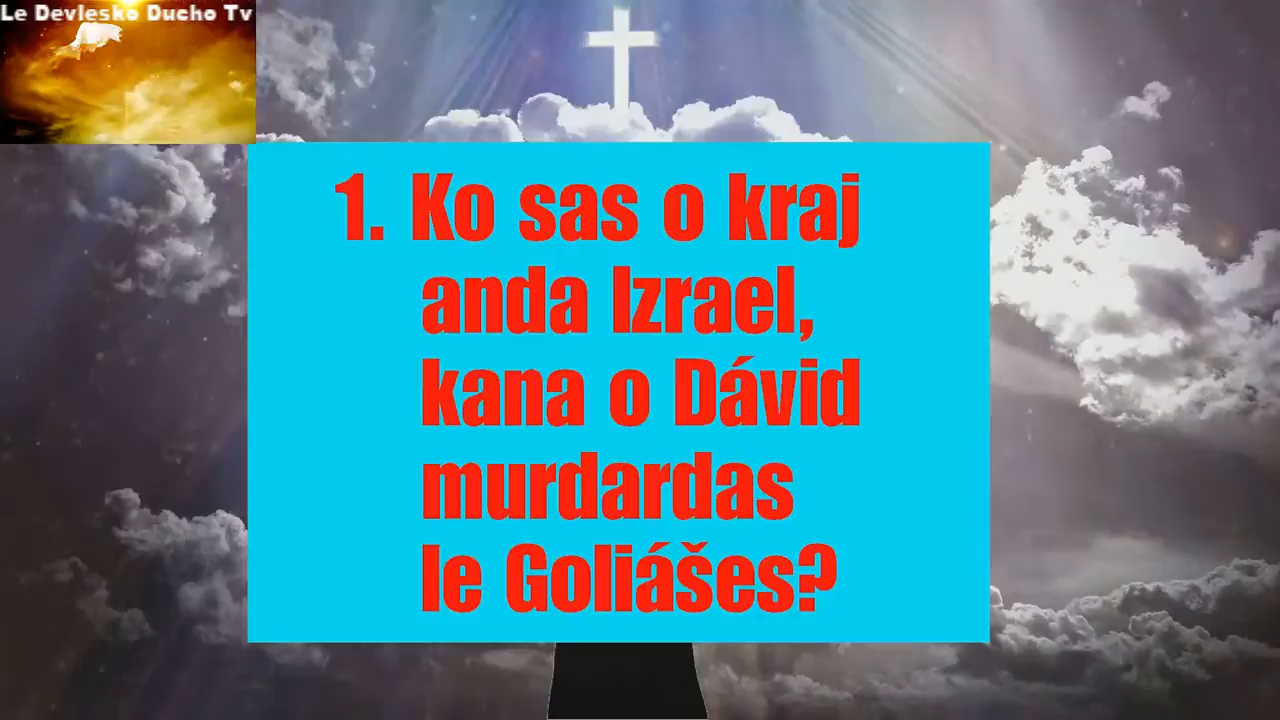 Le Devlesko Ducho Tv
1. Ko sas o kraj
anda Izrael,
kana o Dávid
murdardas
le Goliášes?